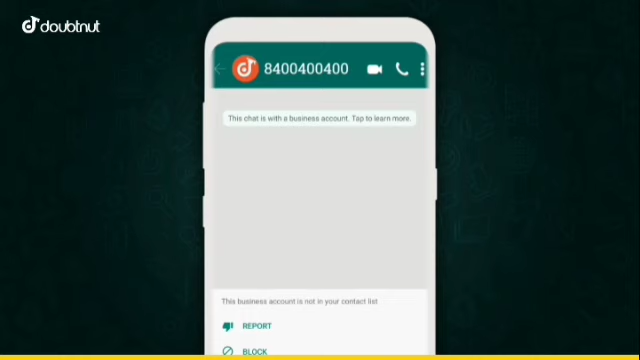 doubtnut
8400400400
This chat is with a business account. Tap to learn more.
This business account is not in your contact list
REPORT
BLOCK